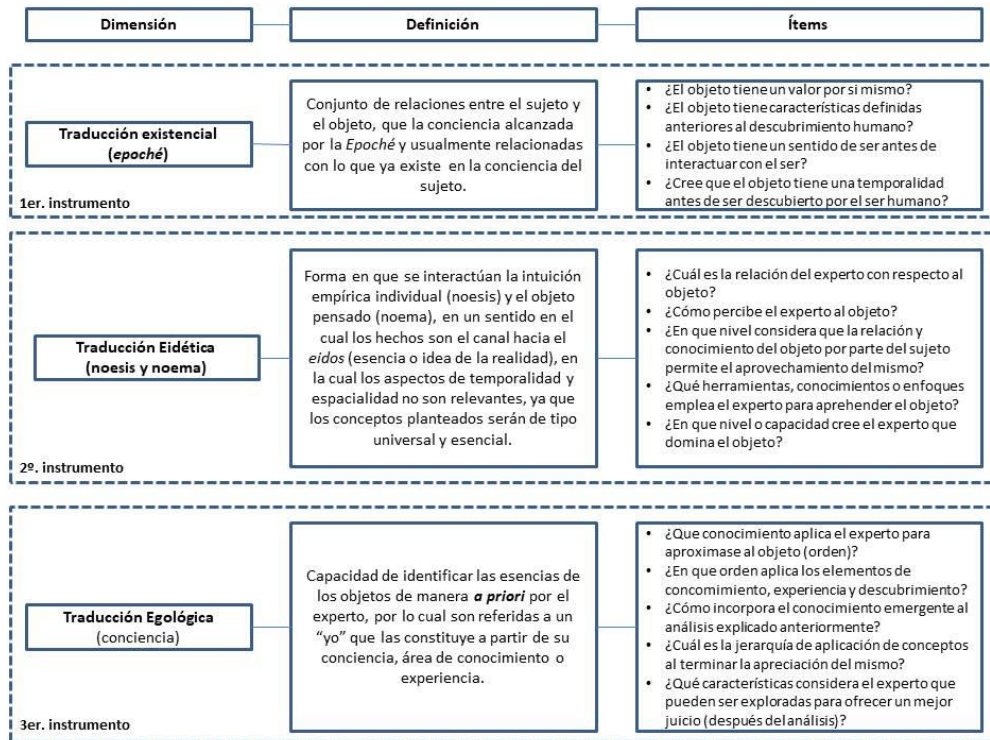 Dimensión
Definición
Ítems
Traducción existencial
(epoché)
1er. instrumento
Conjunto de relaciones entre el sujeto y
el objeto, que la conciencia alcanzada
por la Epoché y usualmente relacionadas
con lo que ya existe en la conciencia del
sujeto.
• ¿El objeto tiene un valor por si mismo?
• ¿El objeto tiene características definidas
anteriores al descubrimiento humano?
• ¿El objeto tiene un sentido de ser antes de
interactuar con el ser?
• ¿Cree que el objeto tiene una temporalidad
antes de ser descubierto por el ser humano?
Traducción Eidética
(noesis y noema)
2º. instrumento
Forma en que se interactúan la intuición
empírica individual (noesis) y el objeto
pensado (noema), en un sentido en el
cual los hechos son el canal hacia el
eidos (esencia o idea de la realidad), en
la cual los aspectos de temporalidad y
espacialidad no son relevantes, ya que
los conceptos planteados serán de tipo
universal y esencial.
• ¿Cuál es la relación del experto con respecto al
objeto?
• ¿Cómo percibe el experto al objeto?
• ¿En que nivel considera que la relación y
conocimiento del objeto por parte del sujeto
permite el aprovechamiento del mismo?
• ¿Qué herramientas, conocimientos o enfoques
emplea el experto para aprehender el objeto?
• ¿En que nivel o capacidad cree el experto que
domina el objeto?
Traducción Egológica
(conciencia)
3er. instrumento
Capacidad de identificar las esencias de
los objetos de manera a priori por el
experto, por lo cual son referidas a un
“yo” que las constituye a partir de su
conciencia, área de conocimiento o
experiencia.
• ¿Que conocimiento aplica el experto para
aproximase al objeto (orden)?
• ¿En que orden aplica los elementos de
concomimiento, experiencia y descubrimiento?
• ¿Cómo incorpora el conocimiento emergente al
análisis explicado anteriormente?
• ¿Cuál es la jerarquía de aplicación de conceptos
al terminar la apreciación del mismo?
• ¿Qué características considera el experto que
pueden ser exploradas para ofrecer un mejor
juicio (después del análisis)?